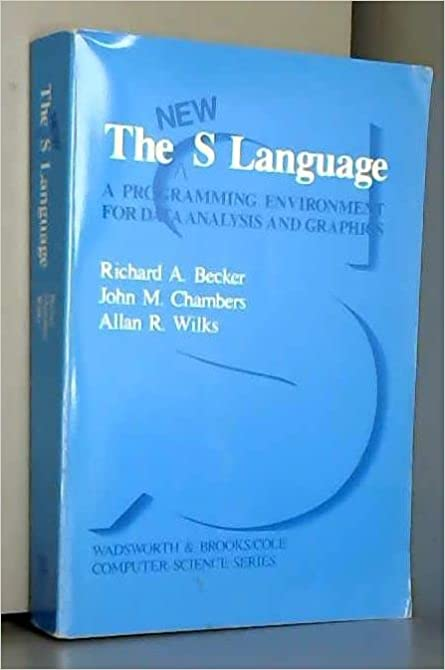 NEW
The S Language
A PROGRAMMING ENVIRONMENT
FOR DATA ANALYSIS AND GRAPHICS
Richard A. Becker
John M. Chambers
Allan R. Wilks
WADSWORTH & BROOKS/COLE
COMPUTER SCIENCE SERIES
NEW
The S Language